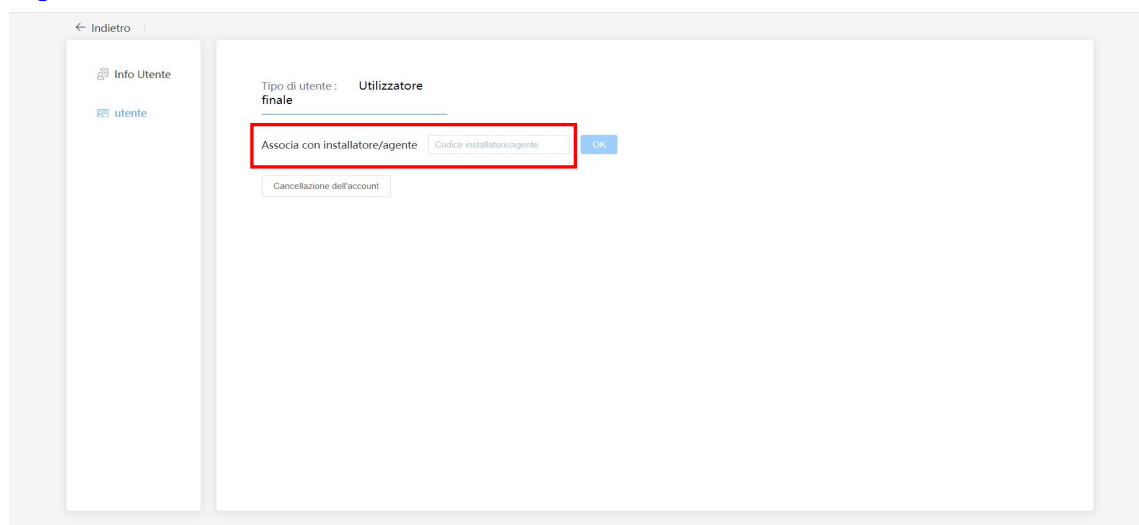 ← Indietro
Info Utente
utente
Tipo di utente : Utilizzatore
finale
Associa con installatore/agente Codice installatore/agente OK
Cancellazione dell'account